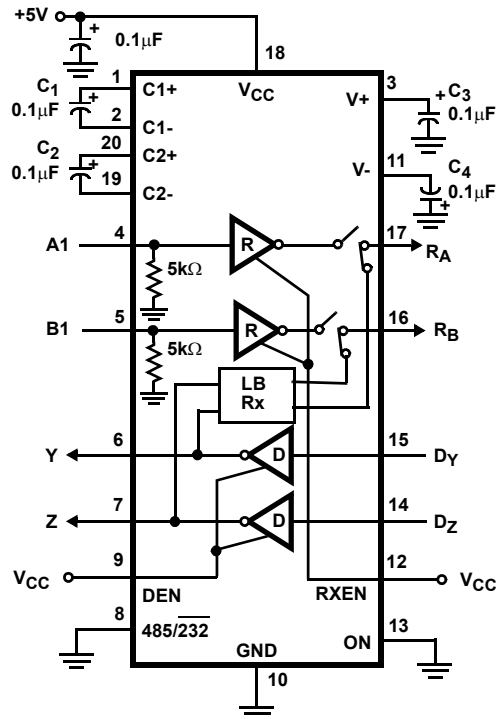 +5V
+
0.1µF
18
1
C1
0.1µF
+
2
C1+
C1-
VCC
V+
3
+
C3
0.1µF
20
C2
0.1µF
+
19
C2+
C2-
V-
11
C4
0.1µF
+
A1
4
R
17
RA
5kΩ
B1
5
R
16
RB
5kΩ
LB
Rx
Y
6
D
15
DY
Z
7
D
14
DZ
VCC
9
DEN
RXEN
12
VCC
8
485/232
ON
13
GND
10